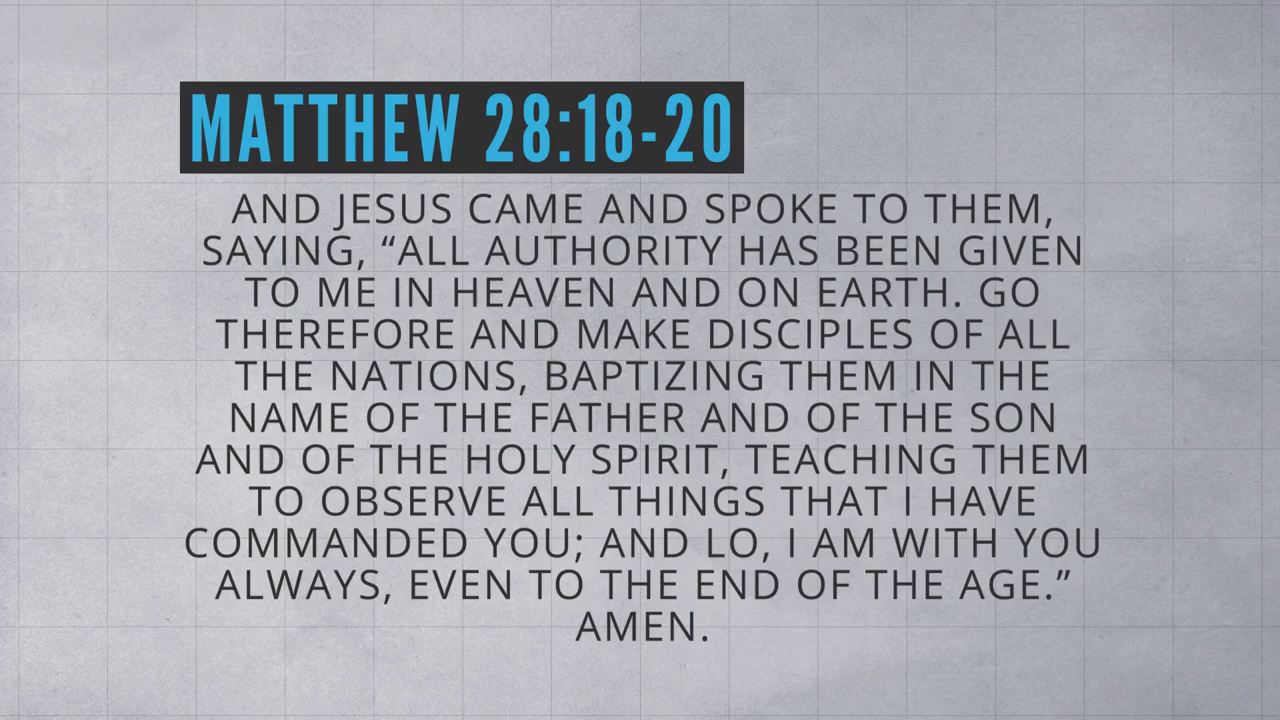 MATTHEW 28:18-20
AND JESUS CAME AND SPOKE TO THEM,
SAYING, “ALL AUTHORITY HAS BEEN GIVEN
TO ME IN HEAVEN AND ON EARTH. GO
THEREFORE AND MAKE DISCIPLES OF ALL
THE NATIONS, BAPTIZING THEM IN THE
NAME OF THE FATHER AND OF THE SON
AND OF THE HOLY SPIRIT, TEACHING THEM
TO OBSERVE ALL THINGS THAT I HAVE
COMMANDED YOU; AND LO, I AM WITH YOU
ALWAYS, EVEN TO THE END OF THE AGE.”
AMEN.